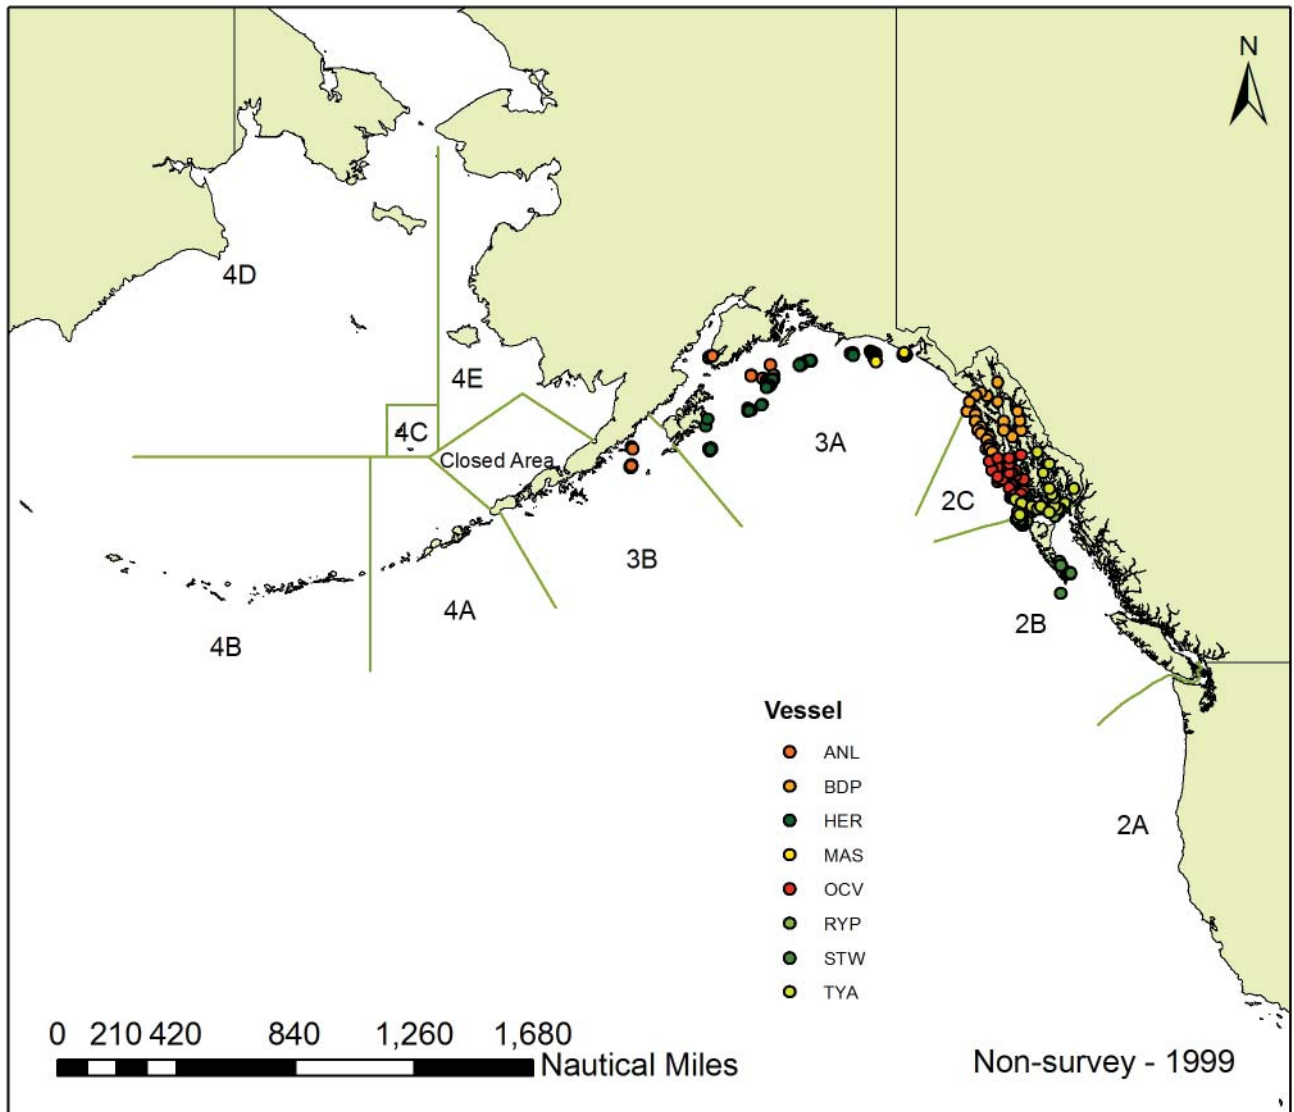 N
4D
4E
4C
Closed Area
3A
2C
3B
4A
2B
4B
2A
Vessel
ANL
BDP
HER
MAS
OCV
RYP
STW
TYA
0 210 420 840 1,260 1,680
Nautical Miles
Non-survey - 1999